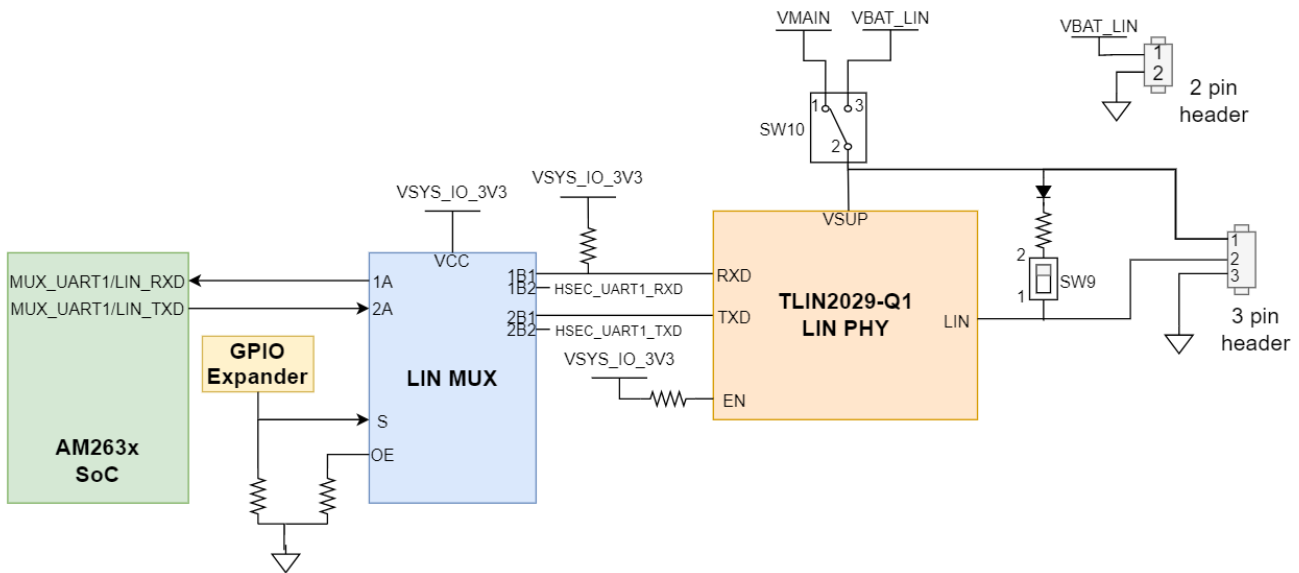 VMAIN
VBAT_LIN
VBAT_LIN
1
2
2 pin
header
1
3
SW10
2
VSYS_IO_3V3
VSYS_IO_3V3
VSUP
VCC
MUX_UART1/LIN_RXD
1A
1B1
1B2
HSEC_UART1_RXD
RXD
MUX_UART1/LIN_TXD
2A
2B1
2B2
HSEC_UART1_TXD
TXD
TLIN2029-Q1
LIN PHY
LIN
2
SW9
1
1
2
3
3 pin
header
GPIO
Expander
LIN MUX
VSYS_IO_3V3
EN
S
OE
AM263x
SoC